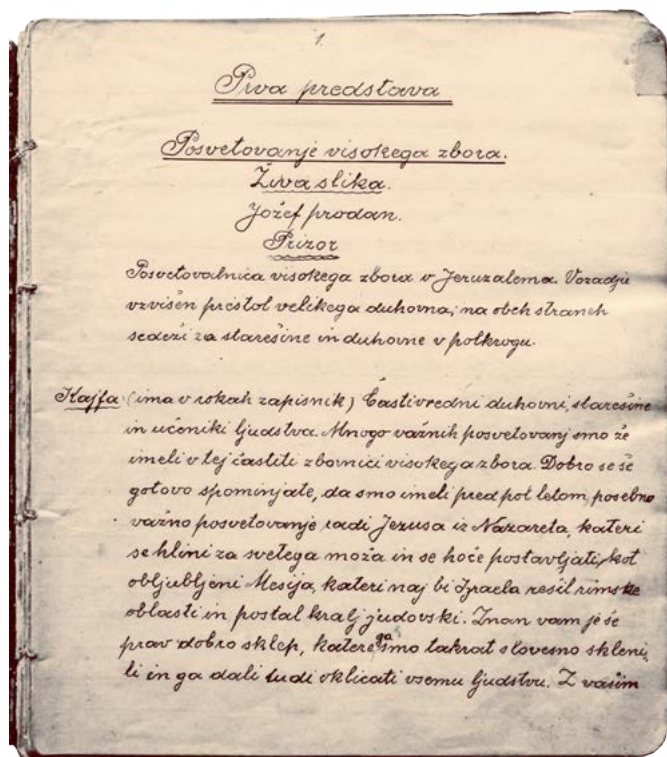 1.
Prva predstava
Posvetovanje visokega zbora.
Živa slika.
Jožef prodan.
Prizor
Posvetovalnica visokega zbora v Jeruzalemu. Vozadju
vzvišen prestol velikega duhovna; na obeh straneh
sedeži za starešine in duhovne v polkrogu.
Kajfa (ima v rokah zapisnik) Častivredni duhovni, starešine
in učeniki ljudstva. Mnogo važnih posvetovanj smo že
imeli v tej častiti zbornici visokega zbora. Dobro se še
gotovo spominjate, da smo imeli pred pol letom posebno
važno posvetovanje radi Jezusa iz Nazareta, kateri
se hlini za svetega moža in se hoče postavljati, kot
obljubljeni Mesija, kateri naj bi Izraela rešil rimske
oblasti in postal kralj judovski. Znan vam je še
prav dobro sklep, katerega smo takrat slovesno skleni,
li in ga dali tudi oklicati vsemu ljudstvu. Z vašim